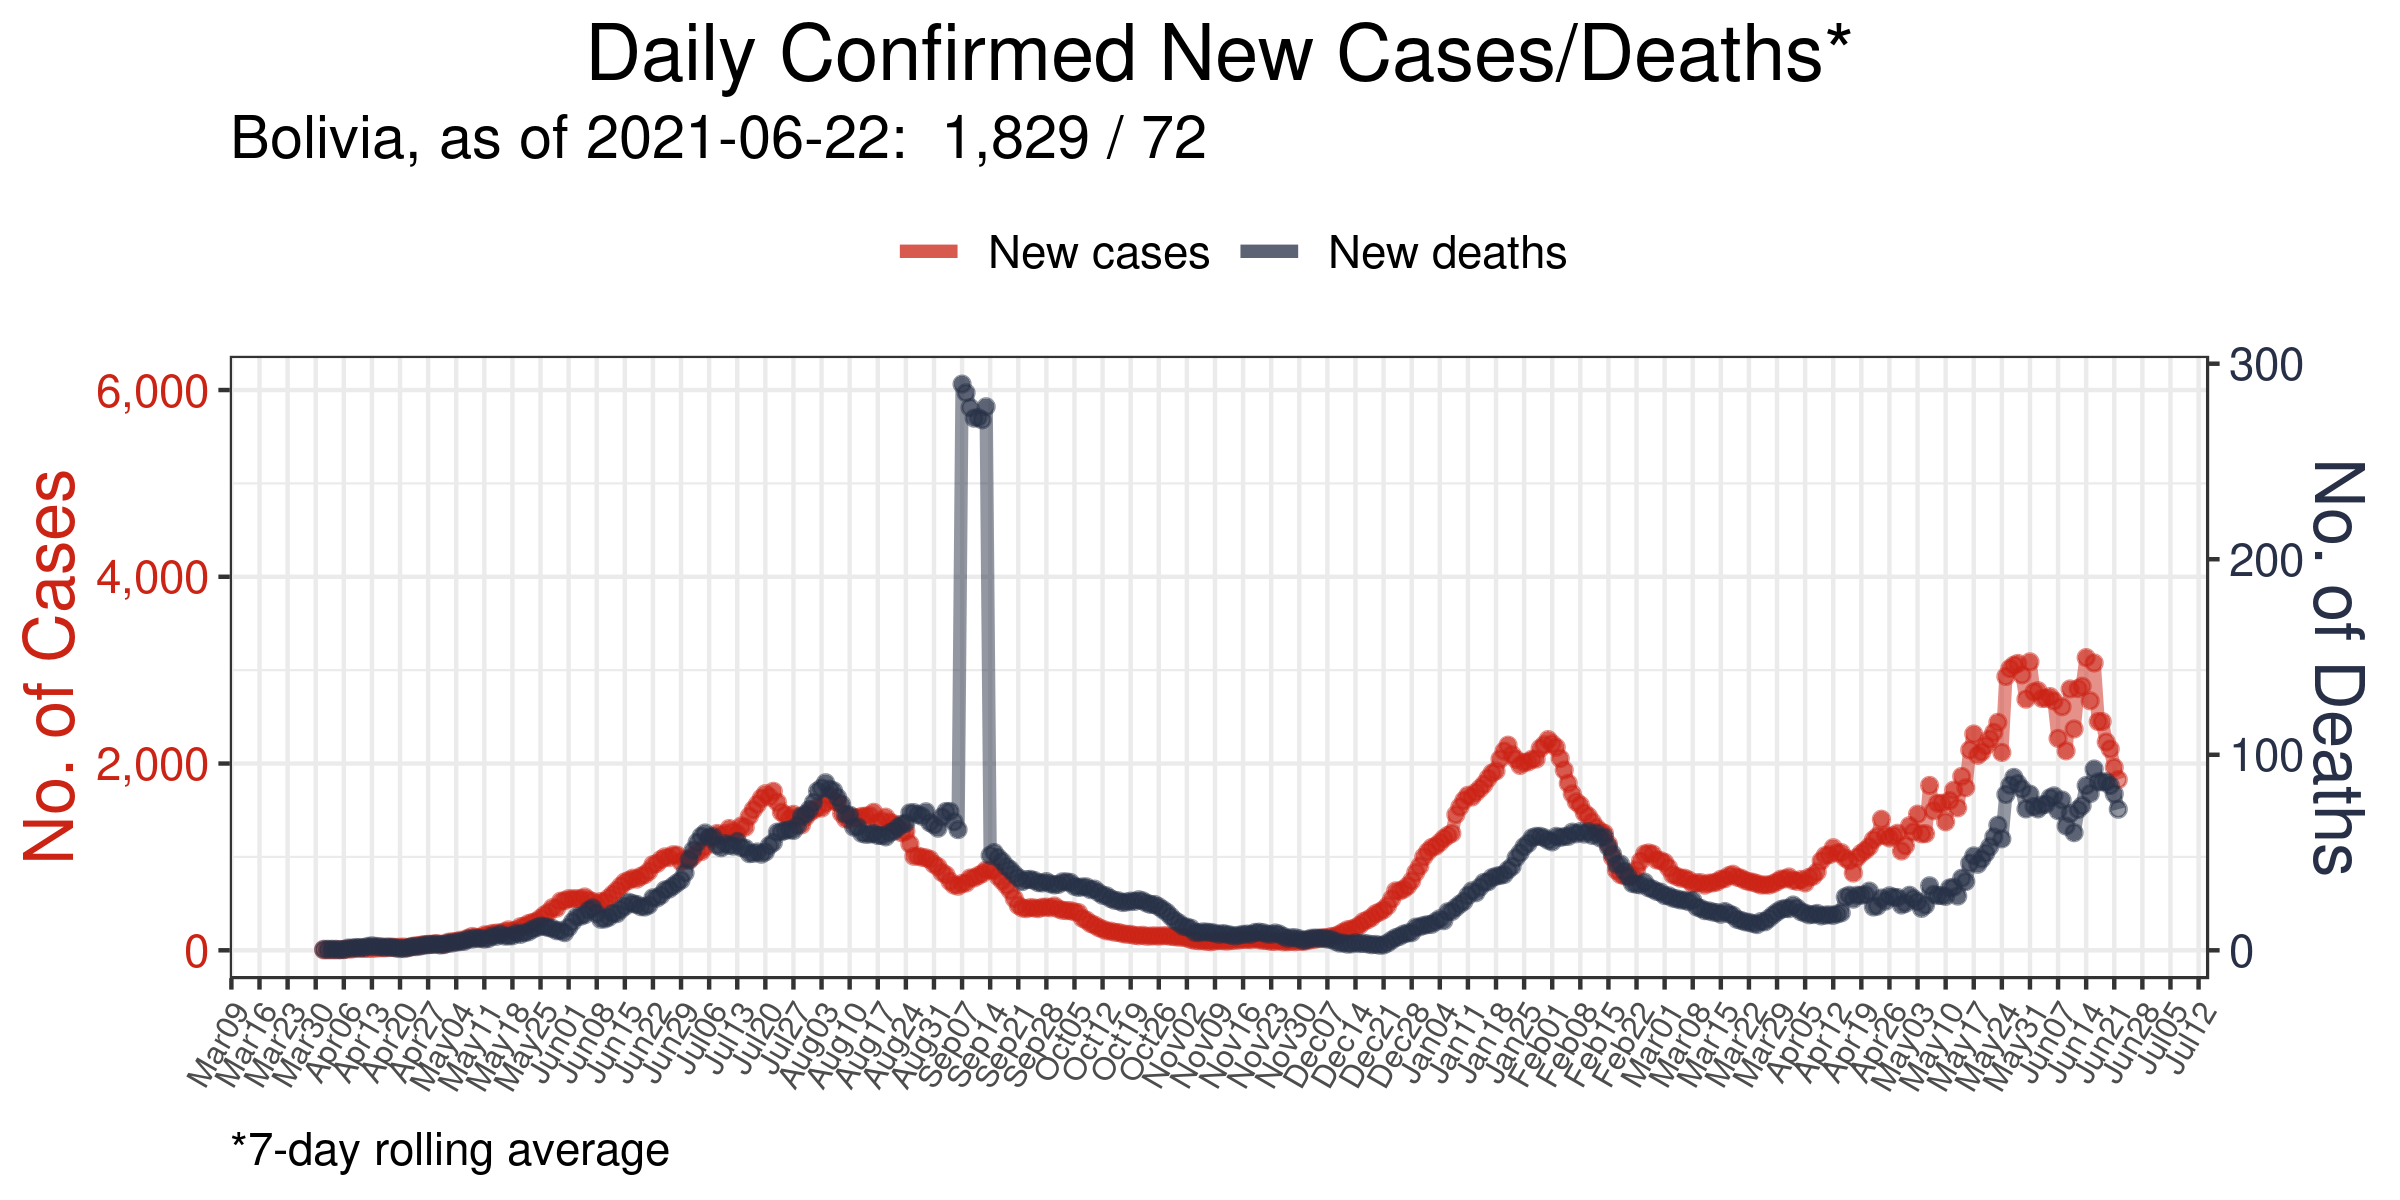 Daily Confirmed New Cases/Deaths*
Bolivia, as of 2021-06-22:  1,829 / 72
New cases
New deaths
No. of Cases
6,000
4,000
2,000
0
300
200
100
0
No. of Deaths
Mar09
Mar16
Mar23
Mar30
Apr06
Apr13
Apr20
Apr27
May04
May11
May18
May25
Jun01
Jun08
Jun15
Jun22
Jun29
Jul06
Jul13
Jul20
Jul27
Aug03
Aug10
Aug17
Aug24
Aug31
Sep07
Sep14
Sep21
Sep28
Oct05
Oct12
Oct19
Oct26
Nov02
Nov09
Nov16
Nov23
Nov30
Dec07
Dec14
Dec21
Dec28
Jan04
Jan11
Jan18
Jan25
Feb01
Feb08
Feb15
Feb22
Mar01
Mar08
Mar15
Mar22
Mar29
Apr05
Apr12
Apr19
Apr26
May03
May10
May17
May24
May31
Jun07
Jun14
Jun21
Jun28
Jul05
Jul12
*7-day rolling average